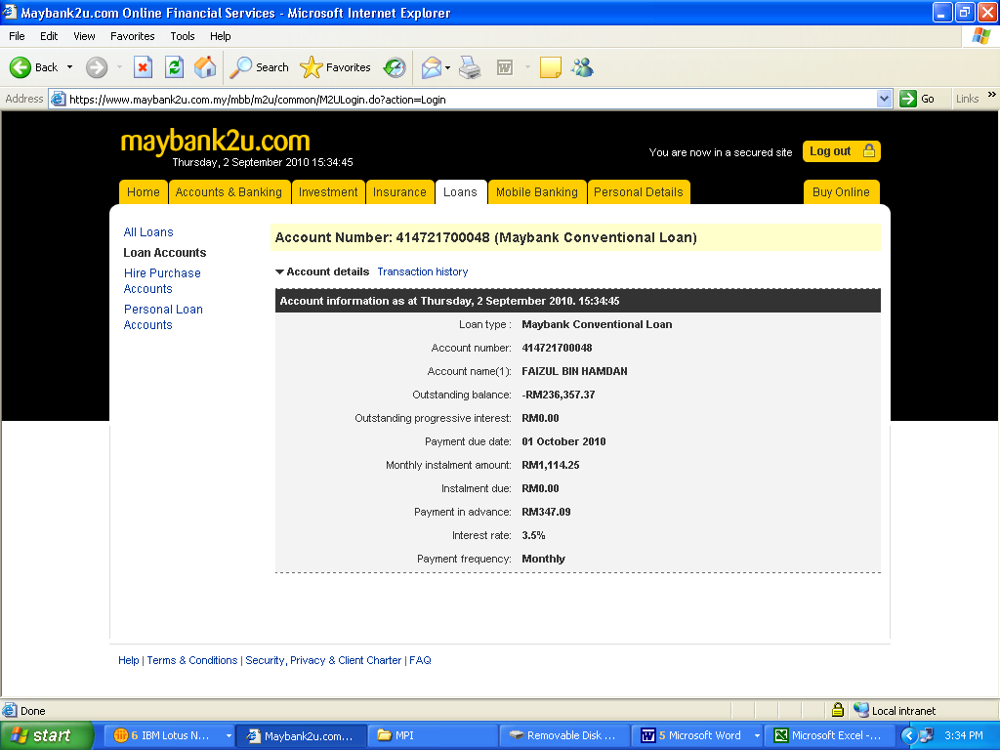 Maybank2u.com Online Financial Services - Microsoft Internet Explorer
File Edit View Favorites Tools Help
Back Search Favorites
Address https://www.maybank2u.com.my/mbb/m2u/common/M2ULogin.do?action=Login Go Links »
maybank2u.com
Thursday, 2 September 2010 15:34:45
You are now in a secured site Log out
Home Accounts & Banking Investment Insurance Loans Mobile Banking Personal Details Buy Online
All Loans
Loan Accounts
Hire Purchase
Accounts
Personal Loan
Accounts
Account Number: 414721700048 (Maybank Conventional Loan)
Account details Transaction history
Account information as at Thursday, 2 September 2010. 15:34:45
Loan type : Maybank Conventional Loan
Account number: 414721700048
Account name(1): FAIZUL BIN HAMDAN
Outstanding balance: -RM236,357.37
Outstanding progressive interest: RM0.00
Payment due date: 01 October 2010
Monthly instalment amount: RM1,114.25
Instalment due: RM0.00
Payment in advance: RM347.09
Interest rate: 3.5%
Payment frequency: Monthly
Help | Terms & Conditions | Security, Privacy & Client Charter | FAQ
Done Local intranet
start 6 IBM Lotus N... Maybank2u.com... MPI Removable Disk ... 5 Microsoft Word Microsoft Excel -... 3:34 PM